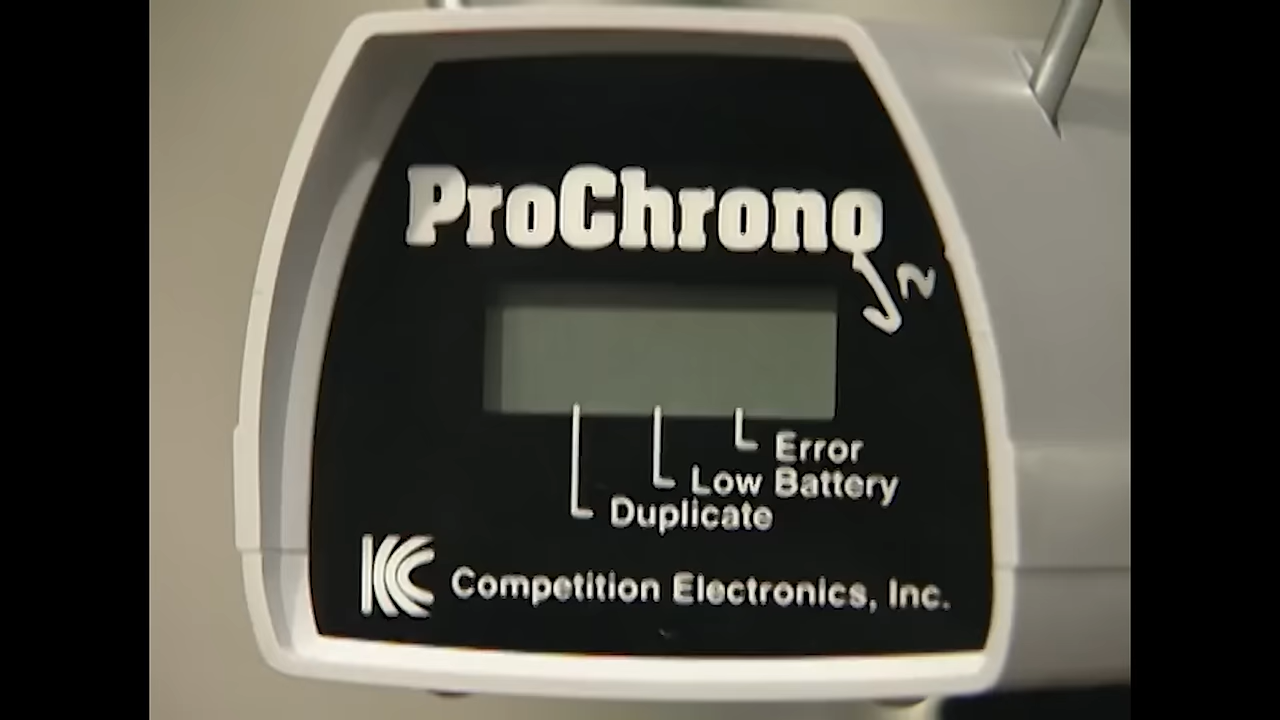 ProChrono
Error
Low Battery
Duplicate
Competition Electronics, Inc.